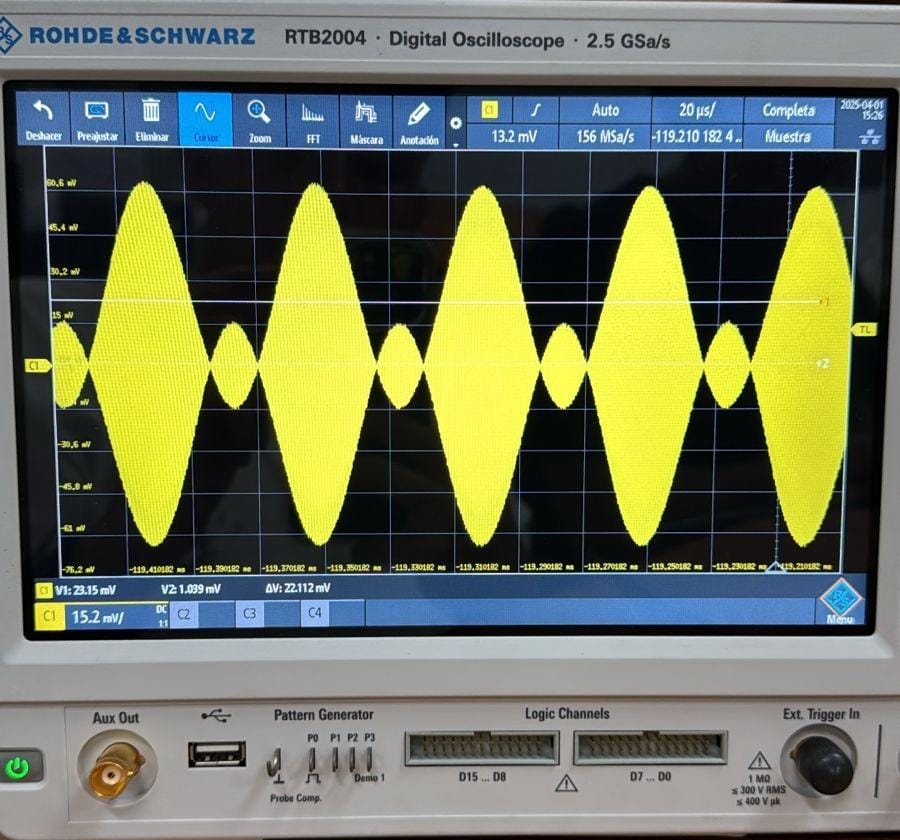 ROHDE&SCHWARZ RTB2004 · Digital Oscilloscope · 2.5 GSa/s
Deshacer Preajustar Eliminar Cursor Zoom FFT Máscara Anotación
C1 Auto 20 µs/ Completa 2025-04-01
15:26
13.2 mV 156 MSa/s -119.210 182 4.. Muestra
60.6 mV
45.4 mV
30.2 mV
15 mV
1
TL
C1
2
mV
-30.6 mV
-45.8 mV
-61 mV
-76.2 mV -119.410182 ms -119.390182 ms -119.370182 ms -119.350182 ms -119.330182 ms -119.310182 ms -119.290182 ms -119.270182 ms -119.250182 ms -119.230182 ms -119.210182 ms
C1 V1: 23.15 mV V2: 1.039 mV ΔV: 22.112 mV
C1 15.2 mV/ DC
1:1
C2 C3 C4
Menú
Aux Out
Pattern Generator
P0 P1 P2 P3
Demo 1
Probe Comp.
Logic Channels
D15 ... D8 D7 ... D0
Ext. Trigger In
1 MΩ
≤ 300 V RMS
≤ 400 V pk